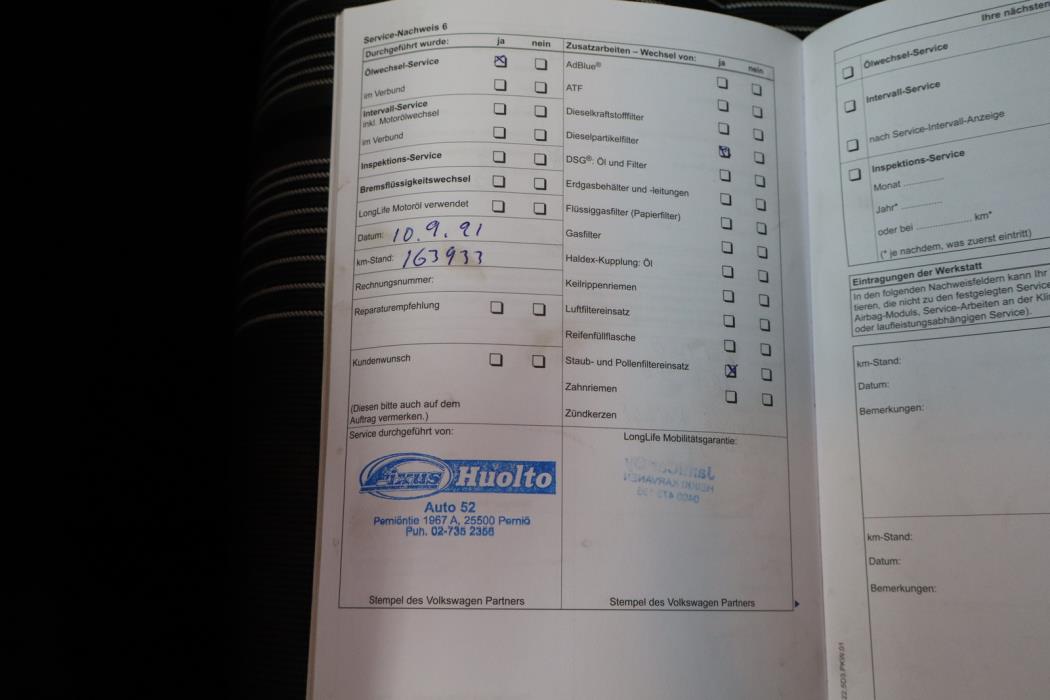 Service-Nachweis 6
Durchgeführt wurde: ja nein
Ölwechsel-Service
im Verbund
Intervall-Service
inkl. Motorölwechsel
im Verbund
Inspektions-Service
Bremsflüssigkeitswechsel
LongLife Motoröl verwendet
Datum: 10.9.21
km-Stand: 163933
Rechnungsnummer:
Reparaturempfehlung
Kundenwunsch
(Diesen bitte auch auf dem
Auftrag vermerken.)
Service durchgeführt von:
Fixus Huolto
Auto 52
Perniöntie 1967 A, 25500 Perniö
Puh. 02-735 2356
Stempel des Volkswagen Partners
Zusatzarbeiten – Wechsel von: ja nein
AdBlue®
ATF
Dieselkraftstofffilter
Dieselpartikelfilter
DSG®- Öl und Filter
Erdgasbehälter und -leitungen
Flüssiggasfilter (Papierfilter)
Gasfilter
Haldex-Kupplung: Öl
Keilrippenriemen
Luftfiltereinsatz
Reifenfüllflasche
Staub- und Pollenfiltereinsatz
Zahnriemen
Zündkerzen
LongLife Mobilitätsgarantie:
Stempel des Volkswagen Partners
Ihre nächsten
Ölwechsel-Service
Intervall-Service
nach Service-Intervall-Anzeige
Inspektions-Service
Monat
Jahr*
oder bei km*
(* je nachdem, was zuerst eintritt)
Eintragungen der Werkstatt
In den folgenden Nachweisfeldern kann Ihr
tieren, die nicht zu den festgelegten Service
Airbag-Moduls, Service-Arbeiten an der Kli
oder laufleistungsabhängigen Service).
km-Stand:
Datum:
Bemerkungen:
km-Stand:
Datum:
Bemerkungen: